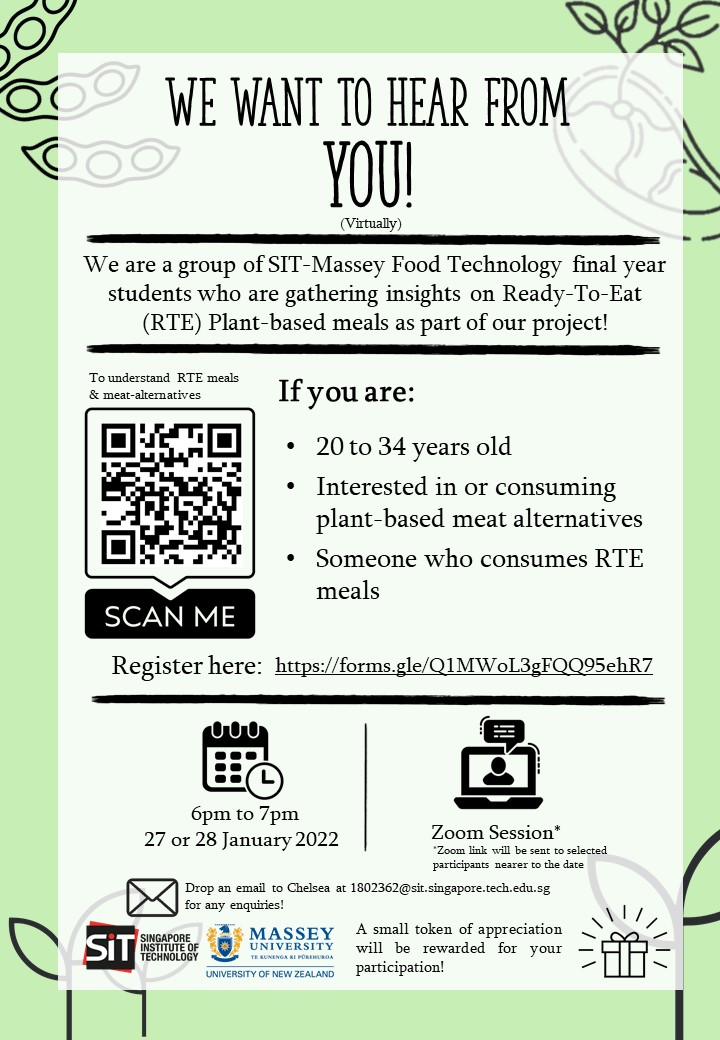 WE WANT TO HEAR FROM
YOU!
(Virtually)
We are a group of SIT-Massey Food Technology final year
students who are gathering insights on Ready-To-Eat
(RTE) Plant-based meals as part of our project!
To understand RTE meals
& meat-alternatives
SCAN ME
If you are:
• 20 to 34 years old
• Interested in or consuming
plant-based meat alternatives
• Someone who consumes RTE
meals
Register here: https://forms.gle/Q1MWoL3gFQQ95ehR7
6pm to 7pm
27 or 28 January 2022
Zoom Session*
*Zoom link will be sent to selected
participants nearer to the date
Drop an email to Chelsea at 1802362@sit.singapore.tech.edu.sg
for any enquiries!
SiT
SINGAPORE
INSTITUTE OF
TECHNOLOGY
MASSEY
UNIVERSITY
TE KUNENGA KI PŪREHUROA
UNIVERSITY OF NEW ZEALAND
A small token of appreciation
will be rewarded for your
participation!